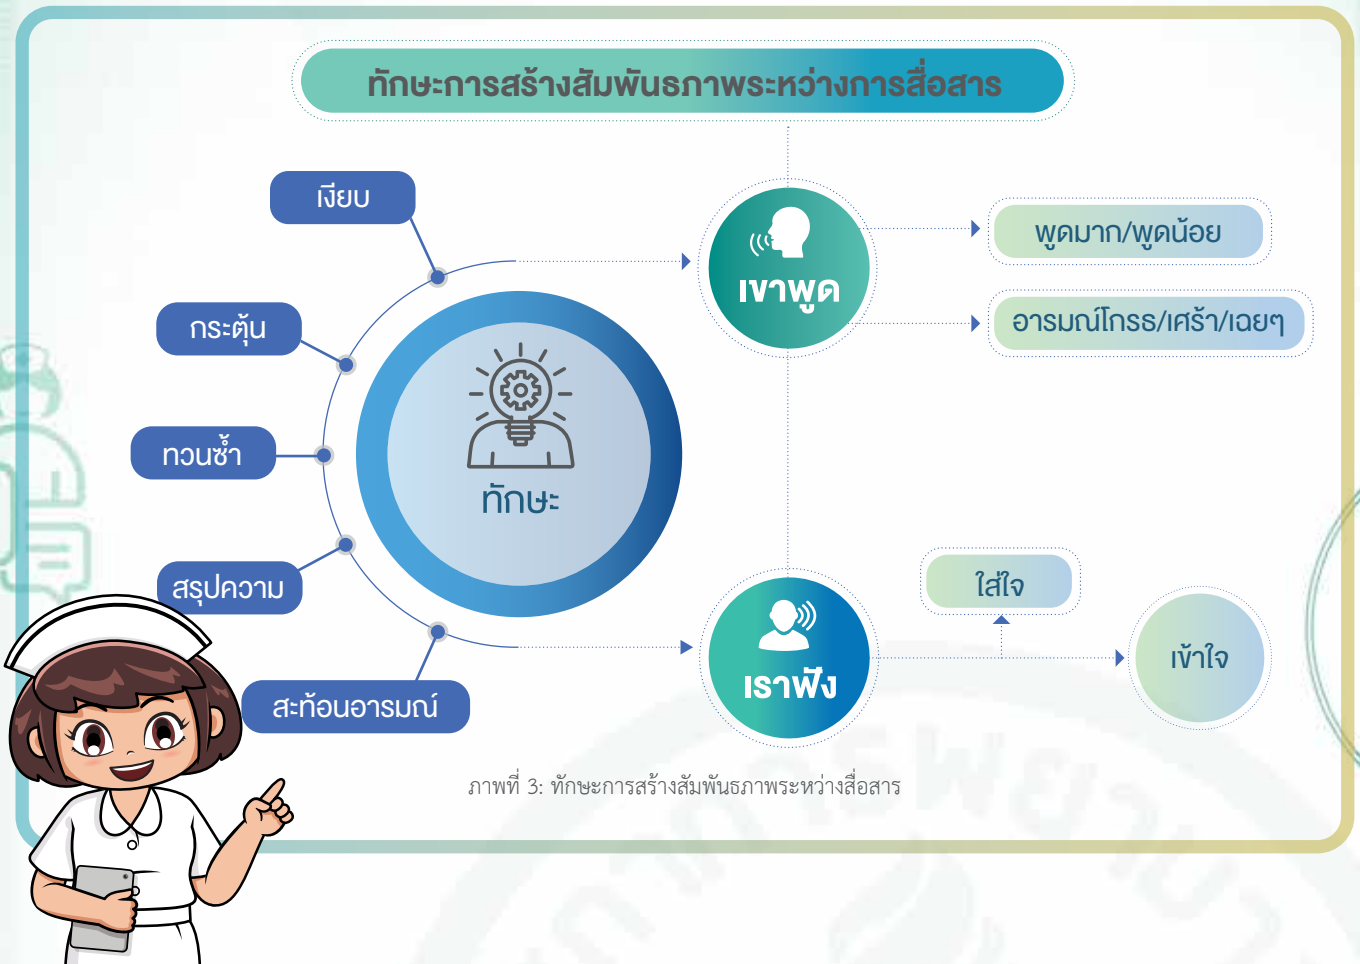 ทักษะการสร้างสัมพันธภาพระหว่างการสื่อสาร
เงียบ
กระตุ้น
ทวนซ้ำ
สรุปความ
สะท้อนอารมณ์
ทักษะ
เขาพูด
พูดมาก/พูดน้อย
อารมณ์โกรธ/เศร้า/เฉยๆ
เราฟัง
ใส่ใจ
เข้าใจ
ภาพที่ 3: ทักษะการสร้างสัมพันธภาพระหว่างสื่อสาร